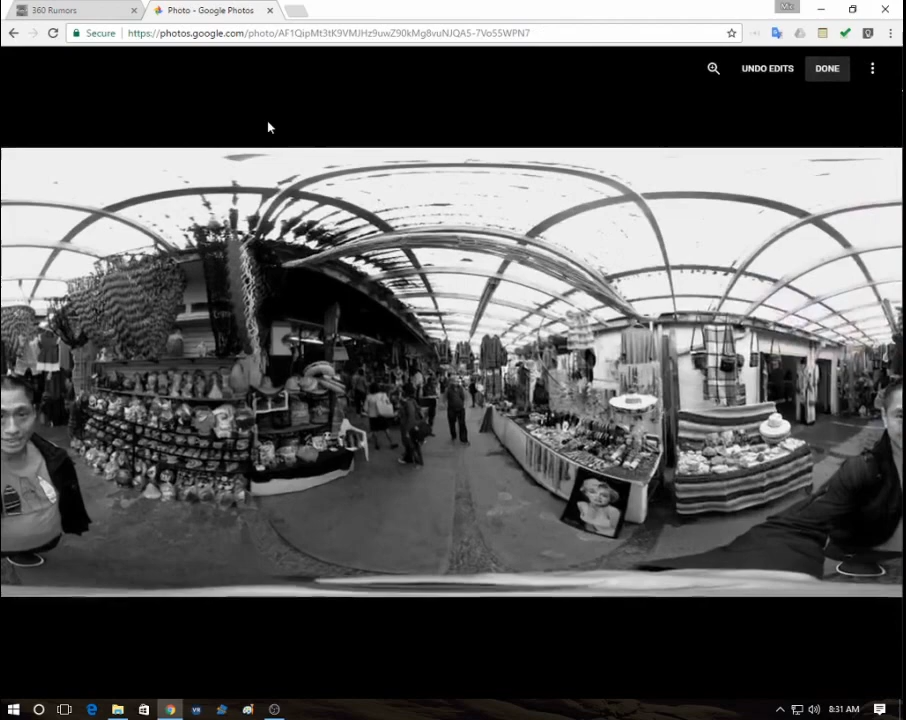 360 Rumors
Photo - Google Photos
Mic
Secure
https://photos.google.com/photo/AF1QipMt3tK9VMJHz9uwZ90kMg8vuNJQA5-7Vo55WPN7
UNDO EDITS
DONE
8:31 AM